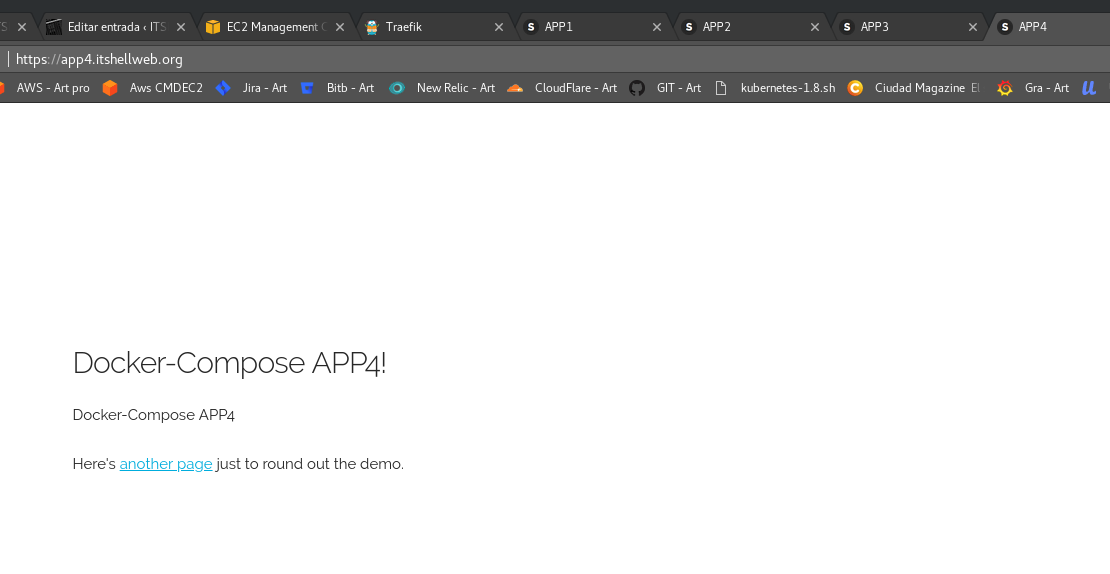 Editar entrada ‹ ITS
EC2 Management
Traefik
APP1
APP2
APP3
APP4
https://app4.itshellweb.org
AWS - Art pro
Aws CMDEC2
Jira - Art
Bitb - Art
New Relic - Art
CloudFlare - Art
GIT - Art
kubernetes-1.8.sh
Ciudad Magazine El
Gra - Art
Docker-Compose APP4!
Docker-Compose APP4
Here's another page just to round out the demo.